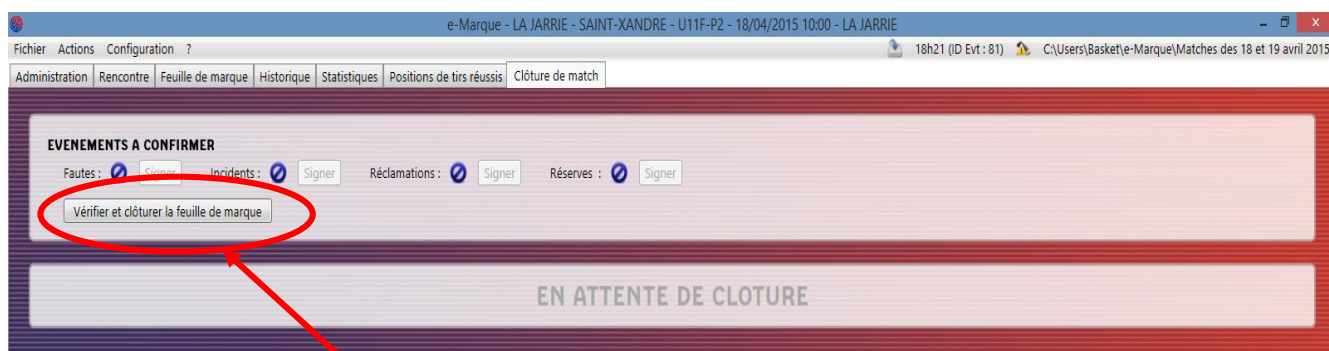 e-Marque - LA JARRIE - SAINT-XANDRE - U11F-P2 - 18/04/2015 10:00 - LA JARRIE
Fichier Actions Configuration ? 18h21 (ID Evt : 81) C:\Users\Basket\e-Marque\Matches des 18 et 19 avril 2015
Administration Rencontre Feuille de marque Historique Statistiques Positions de tirs réussis Clôture de match
EVENEMENTS A CONFIRMER
Fautes : Signer Incidents : Signer Réclamations : Signer Réserves : Signer
Vérifier et clôturer la feuille de marque
EN ATTENTE DE CLOTURE